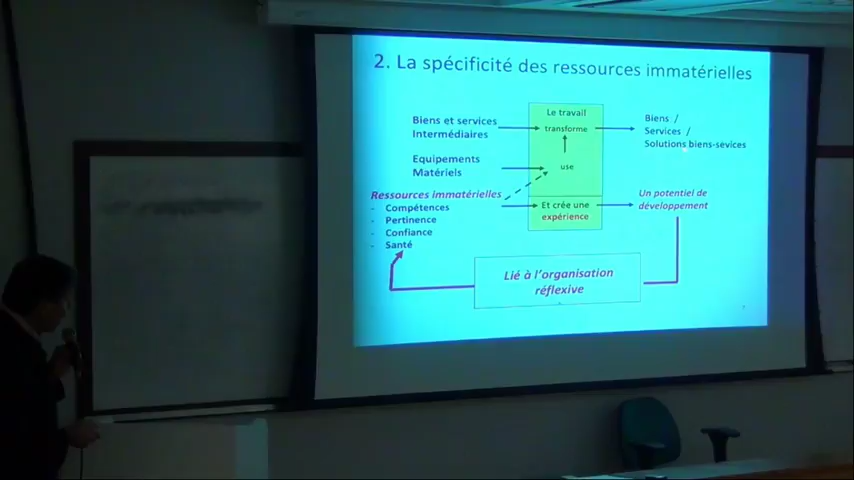 2. La spécificité des ressources immatérielles
Biens et services
Intermédiaires
Le travail
transforme
Biens /
Services /
Solutions biens-sevices
Equipements
Matériels
use
Ressources immatérielles
- Compétences
- Pertinence
- Confiance
- Santé
Et crée une
expérience
Un potentiel de
développement
Lié à l'organisation
réflexive
7